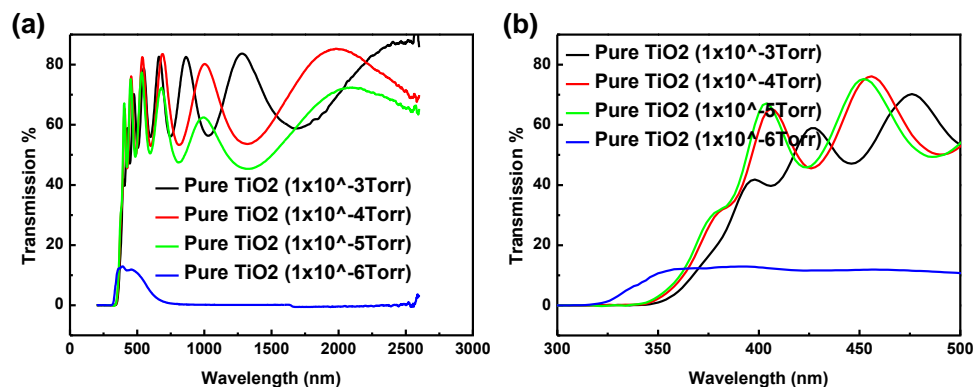 (a)
Transmission %
80
60
40
20
0
Pure TiO2 (1x10^-3Torr)
Pure TiO2 (1x10^-4Torr)
Pure TiO2 (1x10^-5Torr)
Pure TiO2 (1x10^-6Torr)
0 500 1000 1500 2000 2500 3000
Wavelength (nm)
(b)
Transmission %
80
60
40
20
0
Pure TiO2 (1x10^-3Torr)
Pure TiO2 (1x10^-4Torr)
Pure TiO2 (1x10^-5Torr)
Pure TiO2 (1x10^-6Torr)
300 350 400 450 500
Wavelength (nm)